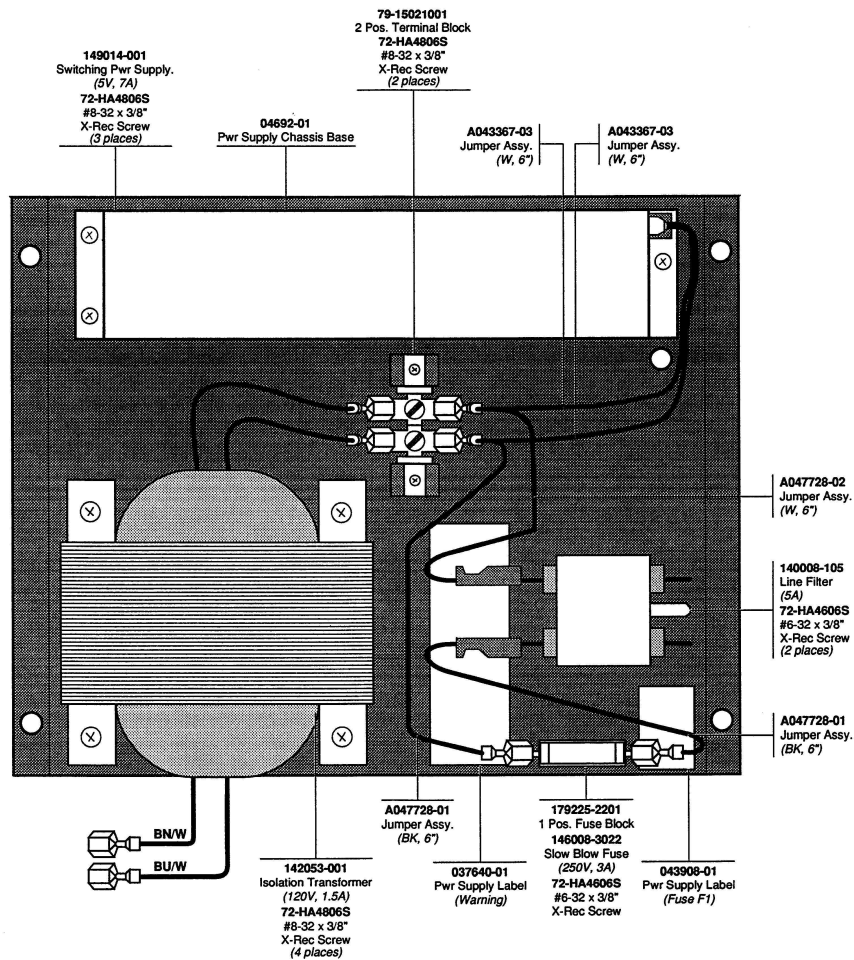 79-15021001
2 Pos. Terminal Block
72-HA4806S
#8-32 x 3/8"
X-Rec Screw
(2 places)
149014-001
Switching Pwr Supply.
(5V, 7A)
72-HA4806S
#8-32 x 3/8"
X-Rec Screw
(3 places)
04692-01
Pwr Supply Chassis Base
A043367-03
Jumper Assy.
(W, 6")
A043367-03
Jumper Assy.
(W, 6")
A047728-02
Jumper Assy.
(W, 6")
140008-105
Line Filter
(5A)
72-HA4606S
#6-32 x 3/8"
X-Rec Screw
(2 places)
A047728-01
Jumper Assy.
(BK, 6")
BN/W
BU/W
142053-001
Isolation Transformer
(120V, 1.5A)
72-HA4806S
#8-32 x 3/8"
X-Rec Screw
(4 places)
A047728-01
Jumper Assy.
(BK, 6")
037640-01
Pwr Supply Label
(Warning)
179225-2201
1 Pos. Fuse Block
146008-3022
Slow Blow Fuse
(250V, 3A)
72-HA4606S
#6-32 x 3/8"
X-Rec Screw
043908-01
Pwr Supply Label
(Fuse F1)